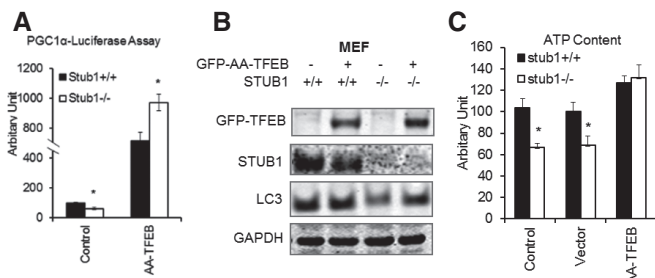 A
PGC1α-Luciferase Assay
Arbitary Unit
1200
1000
800
600
400
200
0
Stub1+/+
Stub1-/-
*
*
Control
AA-TFEB
B
MEF
GFP-AA-TFEB - + - +
STUB1 +/+ +/+ -/- -/-
GFP-TFEB
STUB1
LC3
GAPDH
C
ATP Content
Arbitary Unit
160
140
120
100
80
60
40
20
0
stub1+/+
stub1-/-
*
*
Control
Vector
AA-TFEB